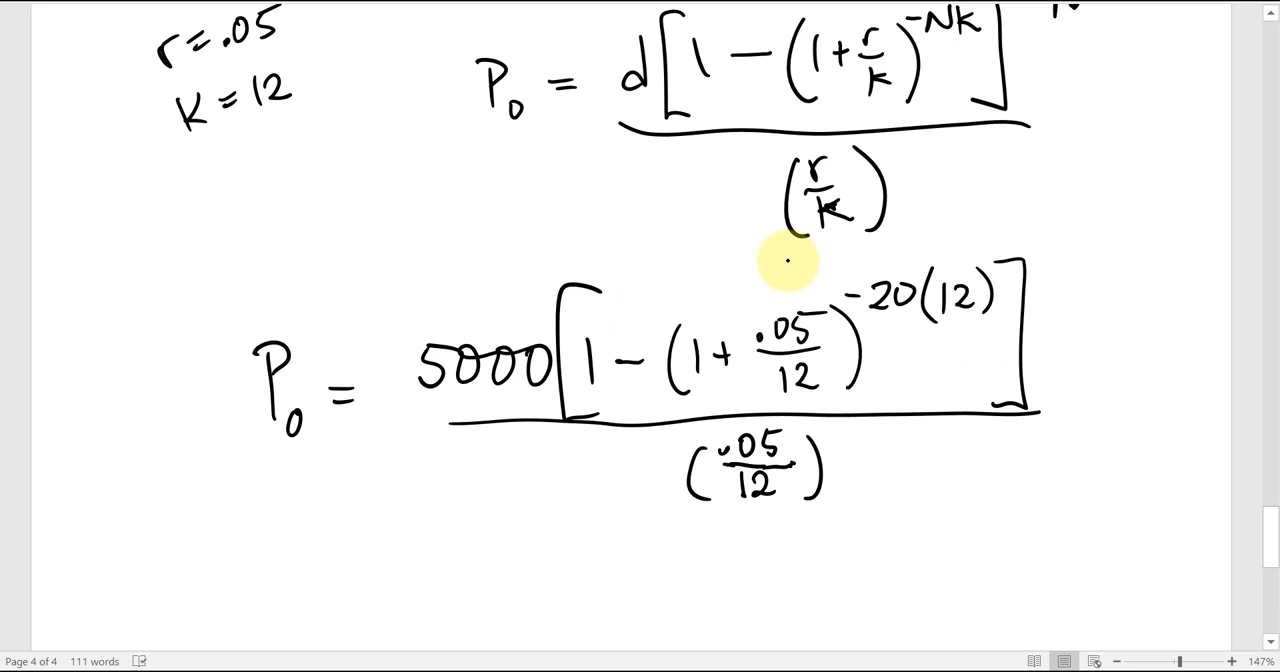 r = .05
K = 12
P₀ = d[1 − (1 + r/k)^−Nk] / (r/k)
P₀ = 5000[1 − (1 + .05/12)^−20(12)] / (.05/12)
Page 4 of 4 111 words 147%